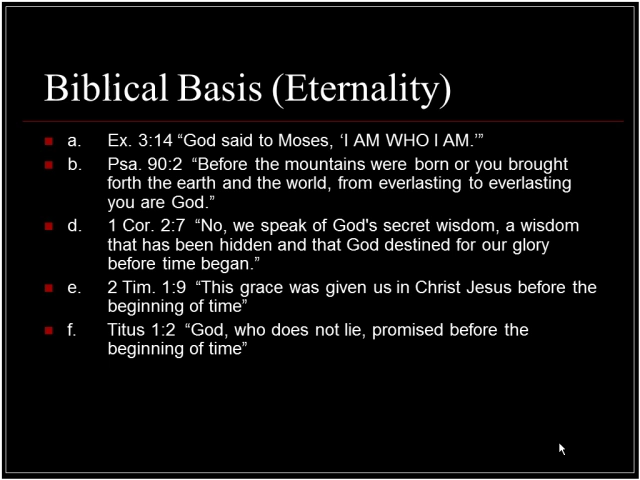 Biblical Basis (Eternality)
a. Ex. 3:14 “God said to Moses, ‘I AM WHO I AM.’”
b. Psa. 90:2 “Before the mountains were born or you brought
forth the earth and the world, from everlasting to everlasting
you are God.”
d. 1 Cor. 2:7 “No, we speak of God's secret wisdom, a wisdom
that has been hidden and that God destined for our glory
before time began.”
e. 2 Tim. 1:9 “This grace was given us in Christ Jesus before the
beginning of time”
f. Titus 1:2 “God, who does not lie, promised before the
beginning of time”